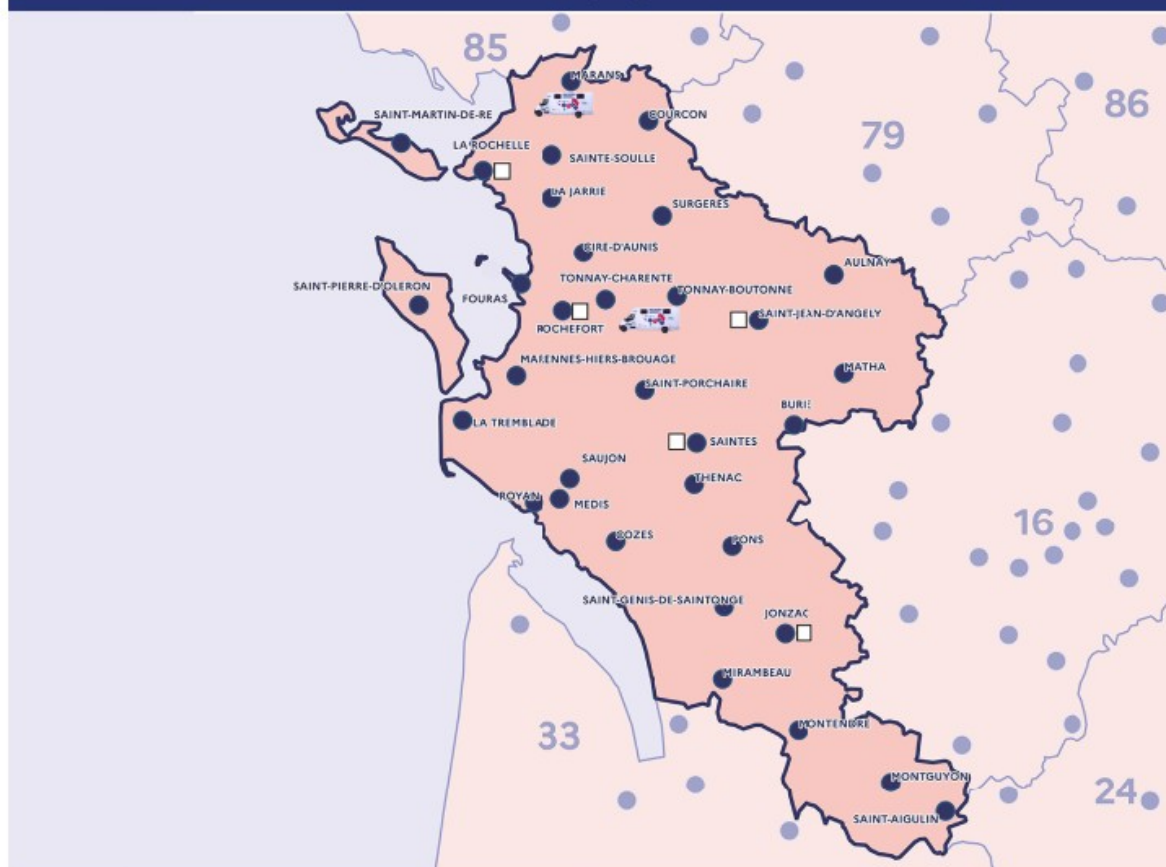 85
86
MARANS
SAINT-MARTIN-DE-RE
COURCON
79
LA ROCHELLE
SAINTE-SOULLE
LA JARRIE
SURGERES
CIRE-D'AUNIS
AULNAY
TONNAY-CHARENTE
SAINT-PIERRE-D'OLERON
TONNAY-BOUTONNE
FOURAS
SAINT-JEAN-D'ANGELY
ROCHEFORT
MARENNES-HIERS-BROUAGE
MATHA
SAINT-PORCHAIRE
BURIE
LA TREMBLADE
SAINTES
SAUJON
THENAC
ROYAN
MEDIS
16
COZES
PONS
SAINT-GENIS-DE-SAINTONGE
JONZAC
MIRAMBEAU
MONTENDRE
33
MONTGUYON
24
SAINT-AIGULIN